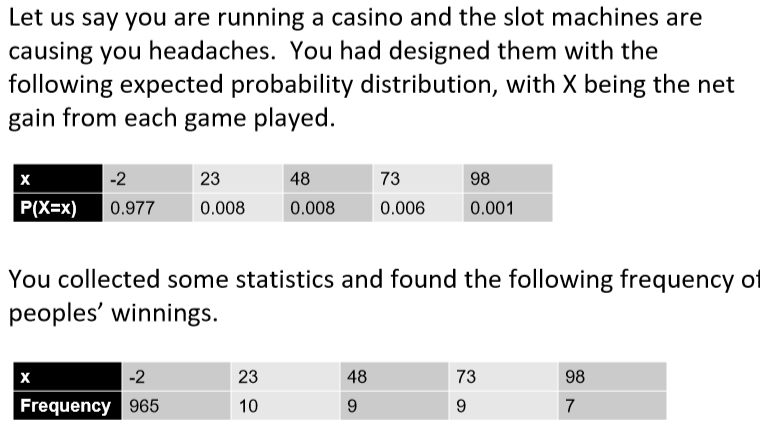 Let us say you are running a casino and the slot machines are
causing you headaches.  You had designed them with the
following expected probability distribution, with X being the net
gain from each game played.
x -2 23 48 73 98
P(X=x) 0.977 0.008 0.008 0.006 0.001
You collected some statistics and found the following frequency of
peoples’ winnings.
x -2 23 48 73 98
Frequency 965 10 9 9 7